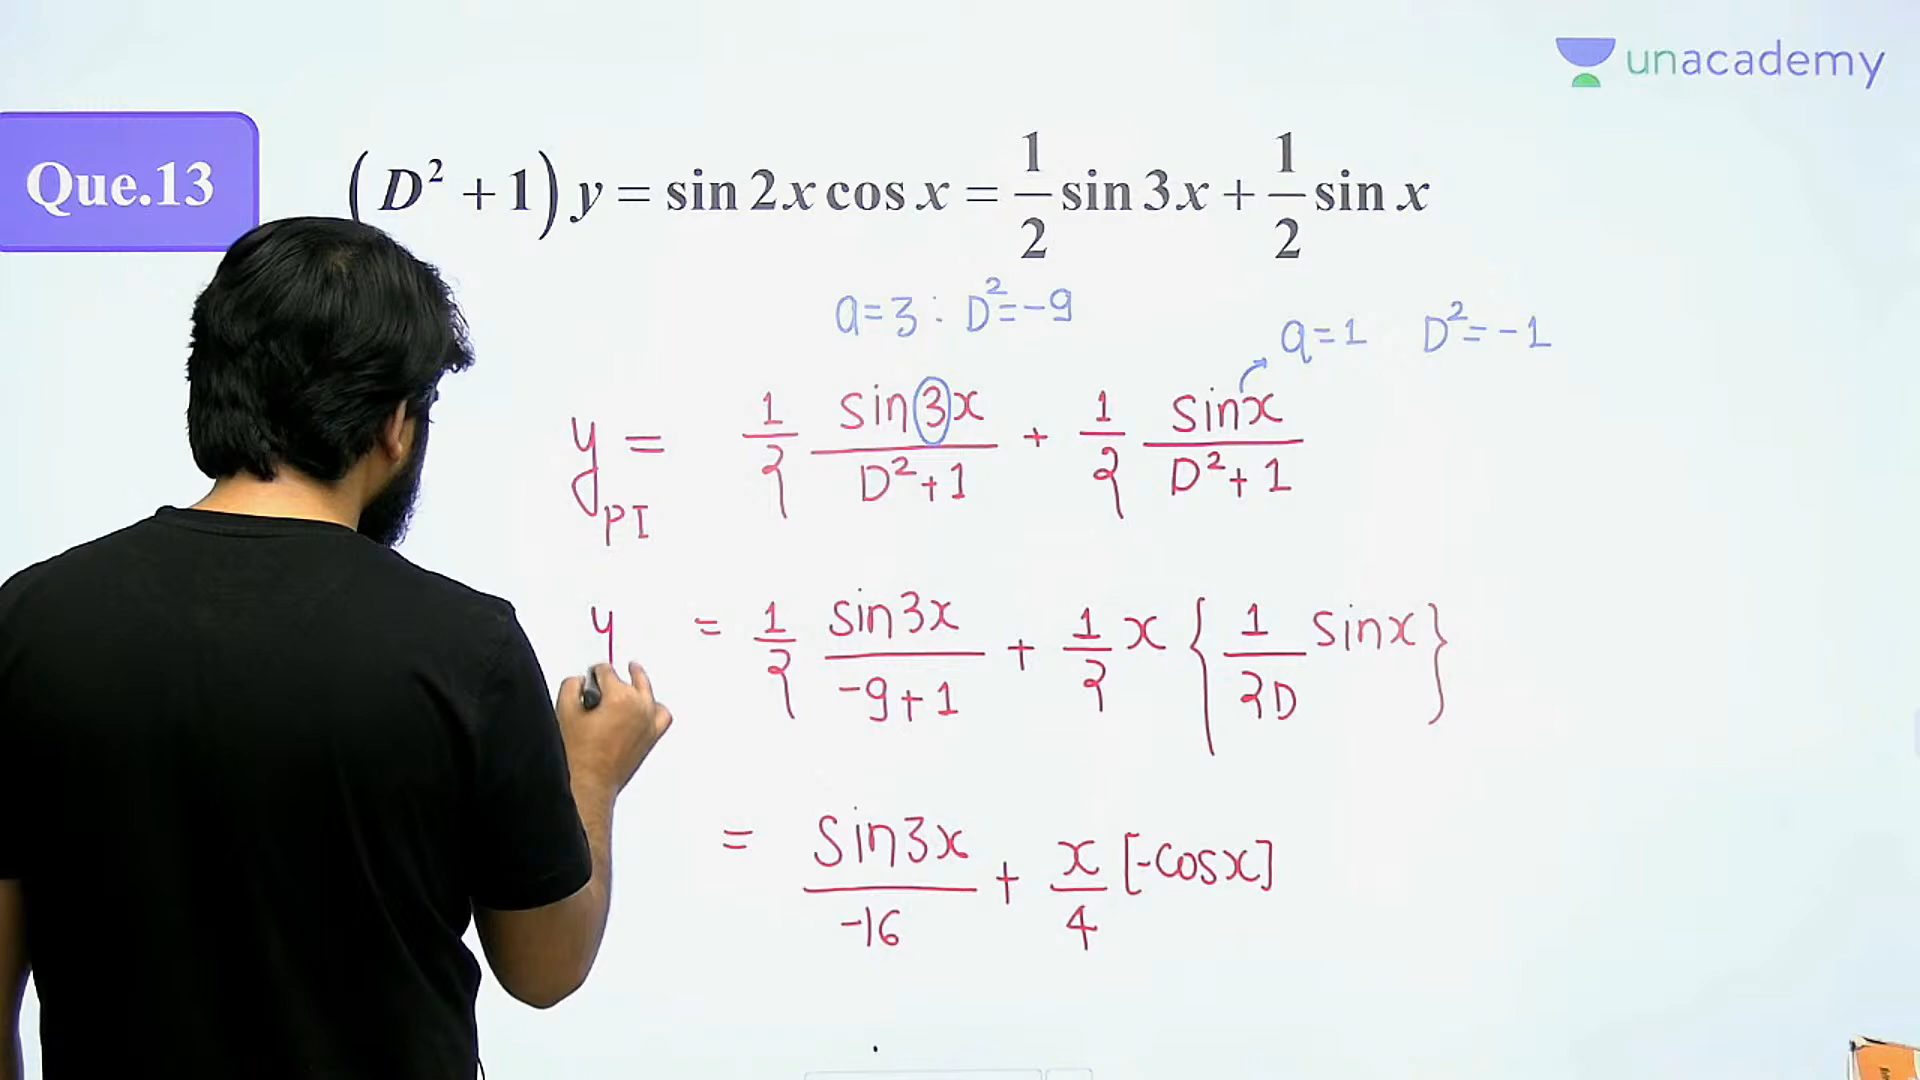 unacademy
Que.13
(D² + 1) y = sin 2x cos x = 1/2 sin 3x + 1/2 sin x
a=3 : D²=-9
a=1 D²=-1
y_PI = 1/2 sin3x/(D²+1) + 1/2 sinx/(D²+1)
y = 1/2 sin3x/(-9+1) + 1/2 x { 1/2D sinx }
= sin3x/-16 + x/4 [-cosx]